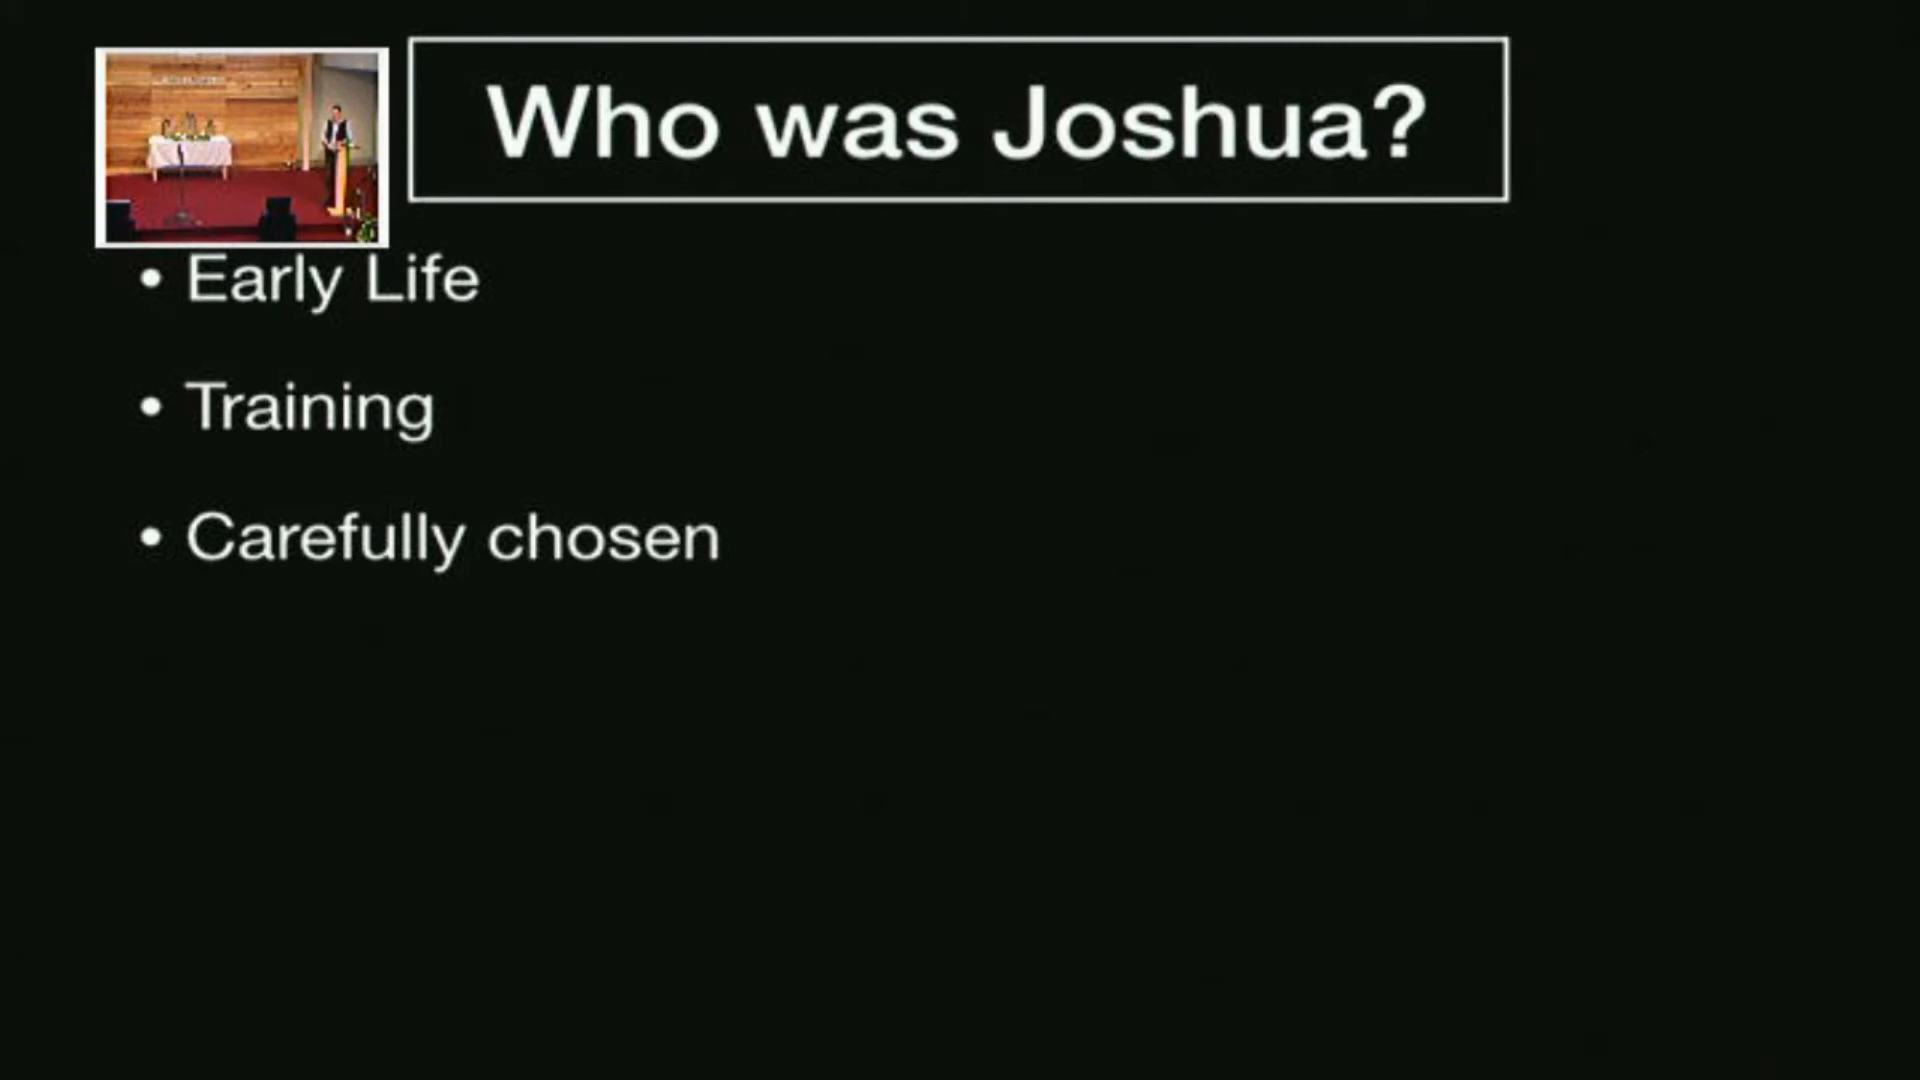 Who was Joshua?
• Early Life
• Training
• Carefully chosen